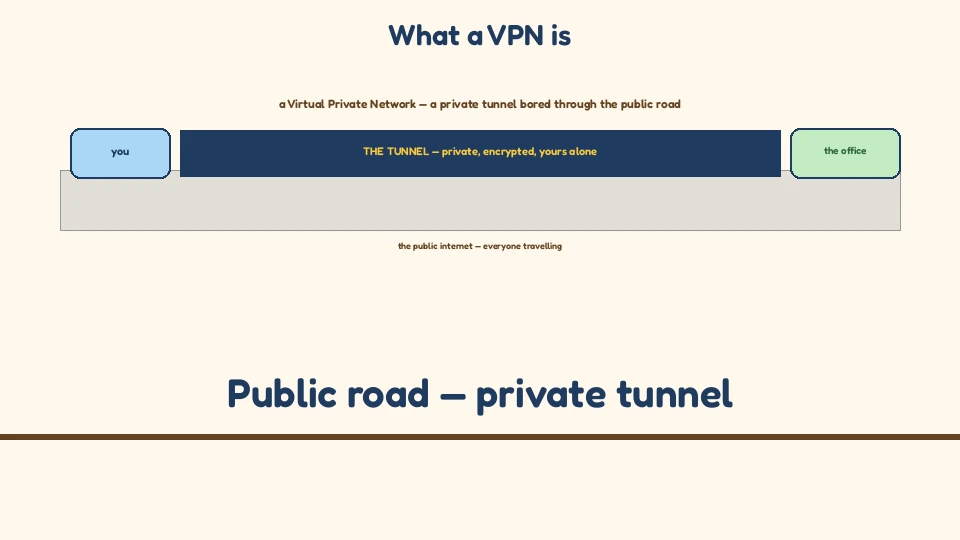 What a VPN is
a Virtual Private Network — a private tunnel bored through the public road
you
THE TUNNEL — private, encrypted, yours alone
the office
the public internet — everyone travelling
Public road — private tunnel